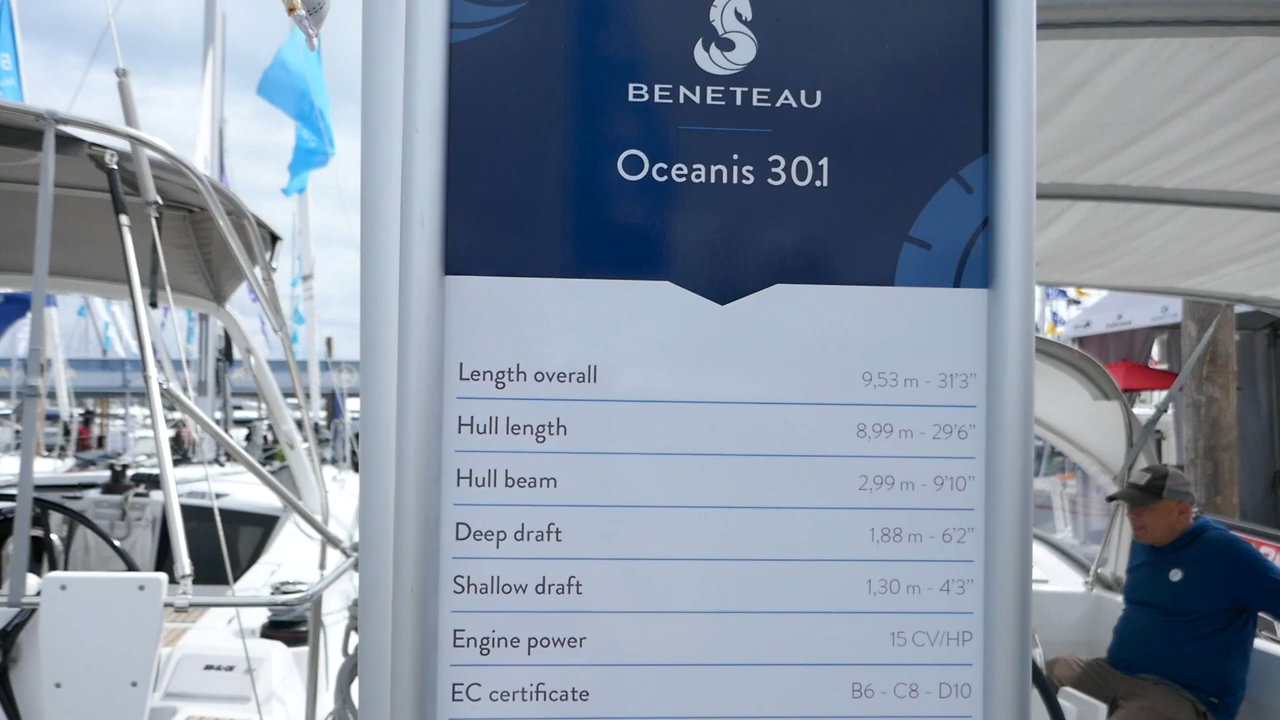 BENETEAU
Oceanis 30.1
Length overall 9,53 m - 31'3"
Hull length 8,99 m - 29'6"
Hull beam 2,99 m - 9'10"
Deep draft 1,88 m - 6'2"
Shallow draft 1,30 m - 4'3"
Engine power 15 CV/HP
EC certificate B6 - C8 - D10
B&G